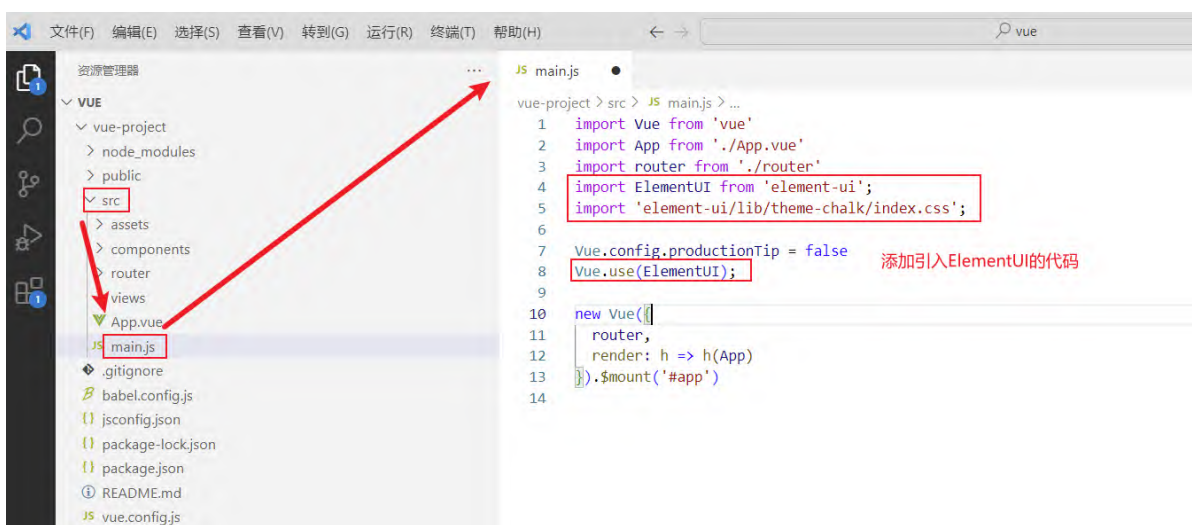 文件(F) 编辑(E) 选择(S) 查看(V) 转到(G) 运行(R) 终端(T) 帮助(H) vue
资源管理器
VUE
vue-project
node_modules
public
src
assets
components
router
views
App.vue
JS main.js
.gitignore
babel.config.js
{} jsconfig.json
{} package-lock.json
{} package.json
README.md
JS vue.config.js
1
1
JS main.js
vue-project > src > JS main.js > ...
1 import Vue from 'vue'
2 import App from './App.vue'
3 import router from './router'
4 import ElementUI from 'element-ui';
5 import 'element-ui/lib/theme-chalk/index.css';
6
7 Vue.config.productionTip = false
8 Vue.use(ElementUI);
添加引入ElementUI的代码
9
10 new Vue({
11 router,
12 render: h => h(App)
13 }).$mount('#app')
14